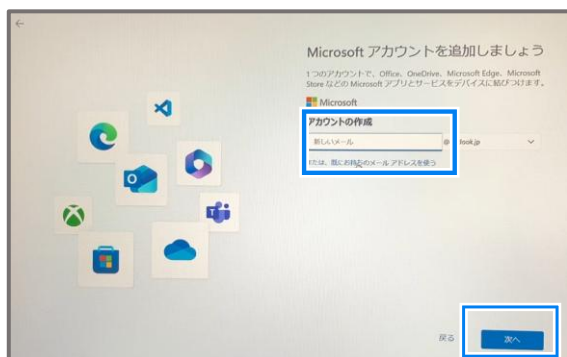 Microsoft アカウントを追加しましょう
1 つのアカウントで、Office、OneDrive、Microsoft Edge、Microsoft
Store などの Microsoft アプリとサービスをデバイスに結びつけます。
Microsoft
アカウントの作成
新しいメール @ look.jp
または、既にお持ちのメール アドレスを使う
戻る 次へ